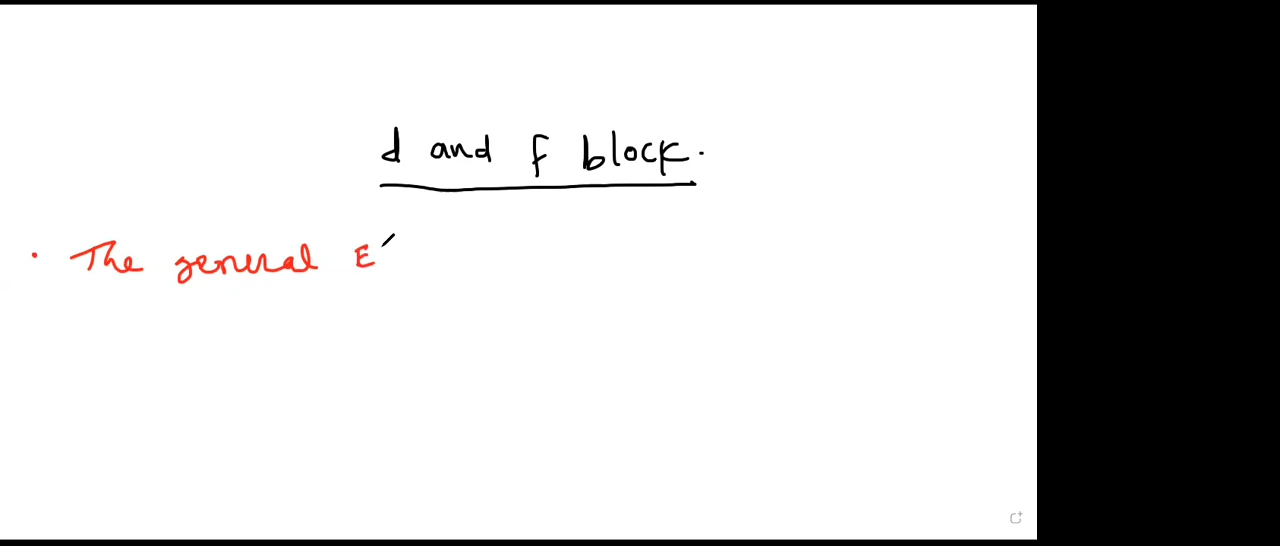 d and f block.
. The general E